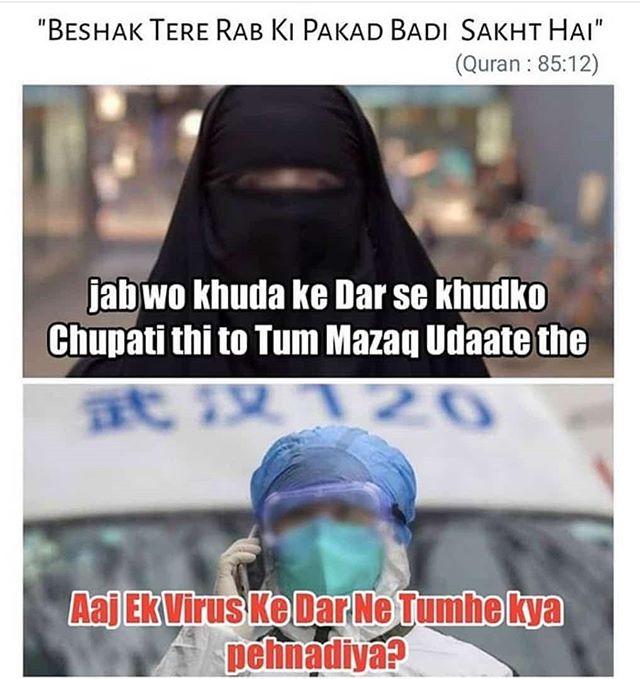 "BESHAK TERE RAB KI PAKAD BADI SAKHT HAI"
(Quran : 85:12)
jab wo khuda ke Dar se khudko
Chupati thi to Tum Mazaq Udaate the
武汉120
Aaj Ek Virus Ke Dar Ne Tumhe kya
pehnadiya?